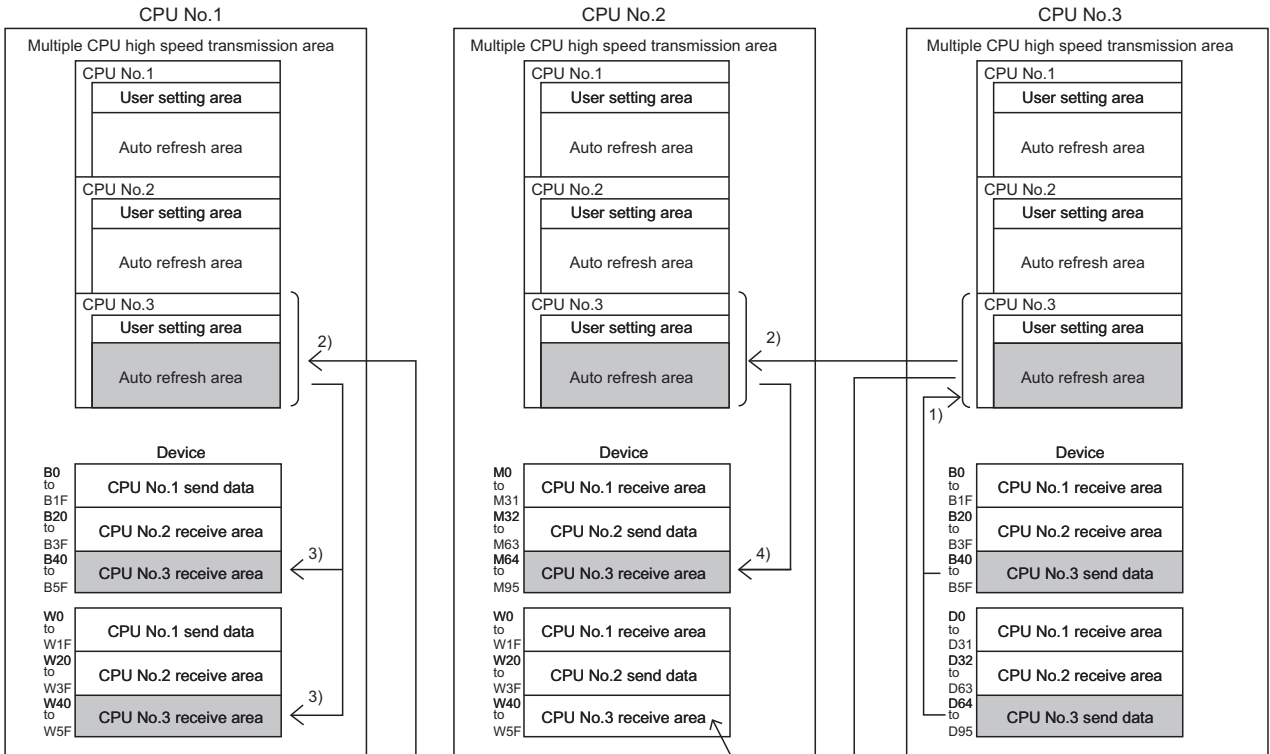 CPU No.1
Multiple CPU high speed transmission area
CPU No.1
User setting area
Auto refresh area
CPU No.2
User setting area
Auto refresh area
CPU No.3
User setting area
Auto refresh area
2)
Device
B0
to
B1F
CPU No.1 send data
B20
to
B3F
CPU No.2 receive area
B40
to
B5F
CPU No.3 receive area
3)
W0
to
W1F
CPU No.1 send data
W20
to
W3F
CPU No.2 receive area
W40
to
W5F
CPU No.3 receive area
3)
CPU No.2
Multiple CPU high speed transmission area
CPU No.1
User setting area
Auto refresh area
CPU No.2
User setting area
Auto refresh area
CPU No.3
User setting area
Auto refresh area
2)
Device
M0
to
M31
CPU No.1 receive area
M32
to
M63
CPU No.2 send data
M64
to
M95
CPU No.3 receive area
4)
W0
to
W1F
CPU No.1 receive area
W20
to
W3F
CPU No.2 send data
W40
to
W5F
CPU No.3 receive area
CPU No.3
Multiple CPU high speed transmission area
CPU No.1
User setting area
Auto refresh area
CPU No.2
User setting area
Auto refresh area
CPU No.3
User setting area
Auto refresh area
1)
Device
B0
to
B1F
CPU No.1 receive area
B20
to
B3F
CPU No.2 receive area
B40
to
B5F
CPU No.3 send data
D0
to
D31
CPU No.1 receive area
D32
to
D63
CPU No.2 receive area
D64
to
D95
CPU No.3 send data